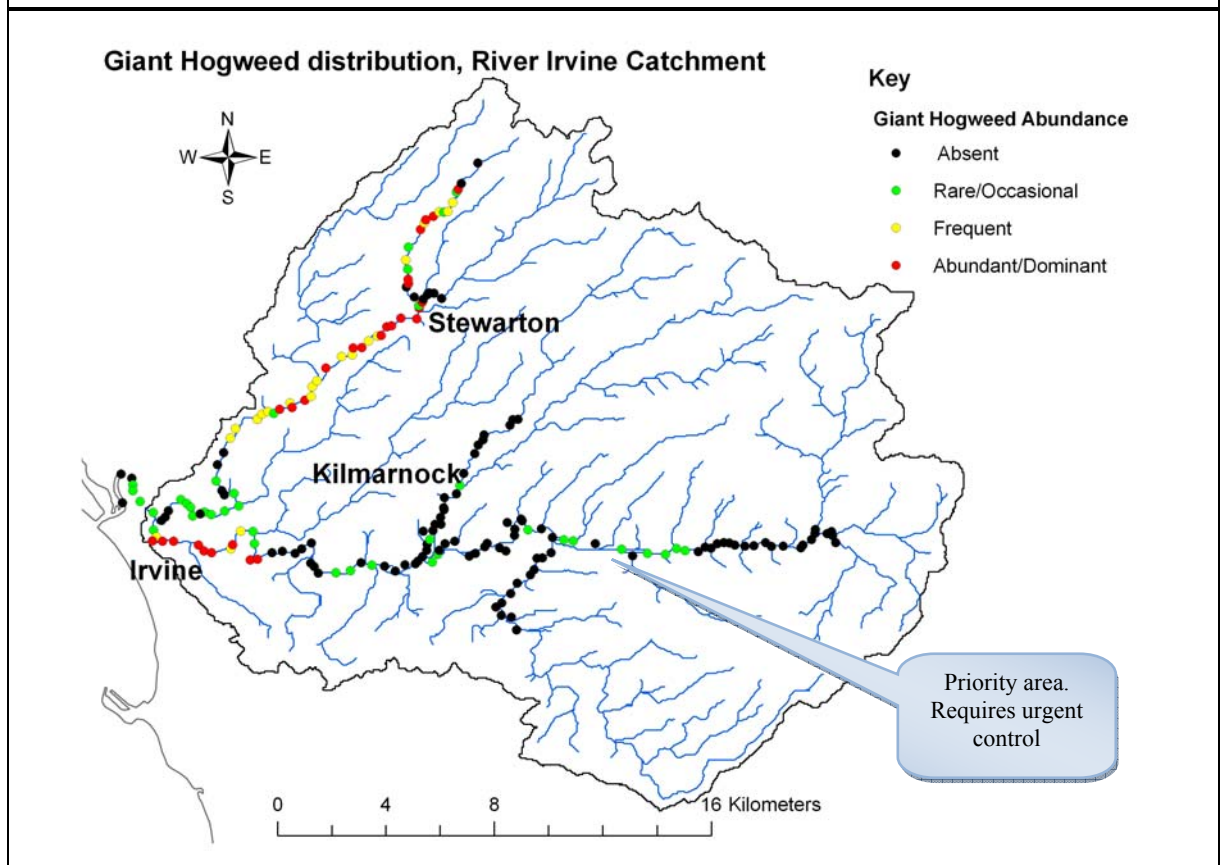 Giant Hogweed distribution, River Irvine Catchment
N
W E
S
Key
Giant Hogweed Abundance
Absent
Rare/Occasional
Frequent
Abundant/Dominant
Stewarton
Kilmarnock
Irvine
Priority area.
Requires urgent
control
0 4 8 16 Kilometers